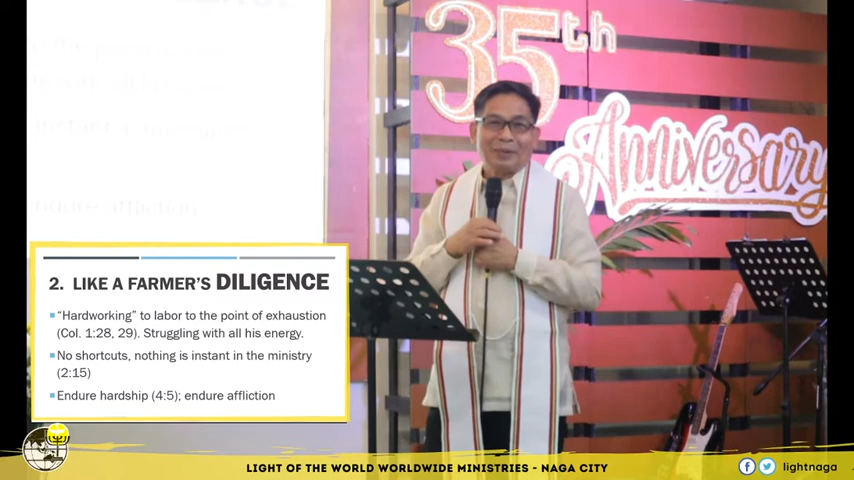 35th
Anniversary
endure affliction
2. LIKE A FARMER'S DILIGENCE
▪“Hardworking” to labor to the point of exhaustion
(Col. 1:28, 29). Struggling with all his energy.
▪No shortcuts, nothing is instant in the ministry
(2:15)
▪Endure hardship (4:5); endure affliction
LIGHT OF THE WORLD WORLDWIDE MINISTRIES - NAGA CITY
lightnaga